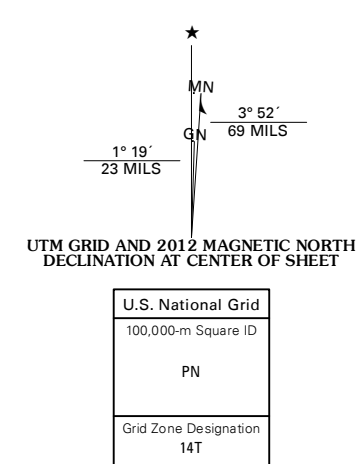 ★
MN
GN
3° 52´
69 MILS
1° 19´
23 MILS
UTM GRID AND 2012 MAGNETIC NORTH
DECLINATION AT CENTER OF SHEET
U.S. National Grid
100,000-m Square ID
PN
Grid Zone Designation
14T